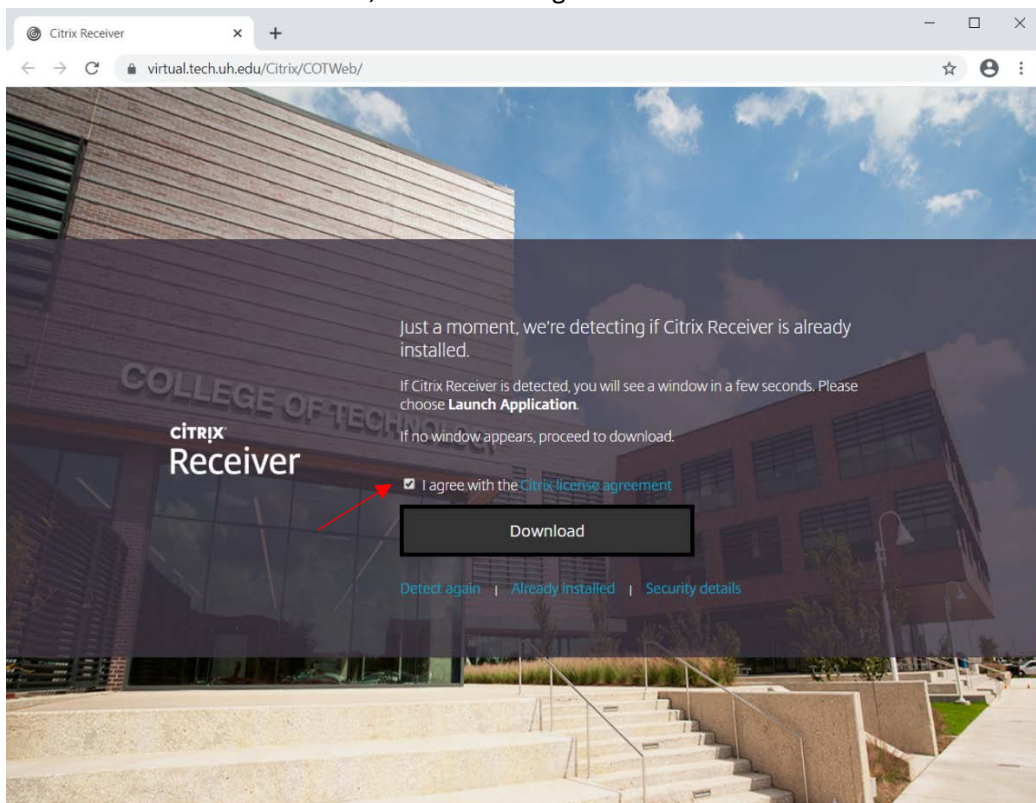 Citrix Receiver
virtual.tech.uh.edu/Citrix/COTWeb/
COLLEGE OF TECHNOLOGY
Just a moment, we're detecting if Citrix Receiver is already
installed.
If Citrix Receiver is detected, you will see a window in a few seconds. Please
choose Launch Application.
If no window appears, proceed to download.
CITRIX
Receiver
I agree with the Citrix license agreement
Download
Detect again | Already installed | Security details